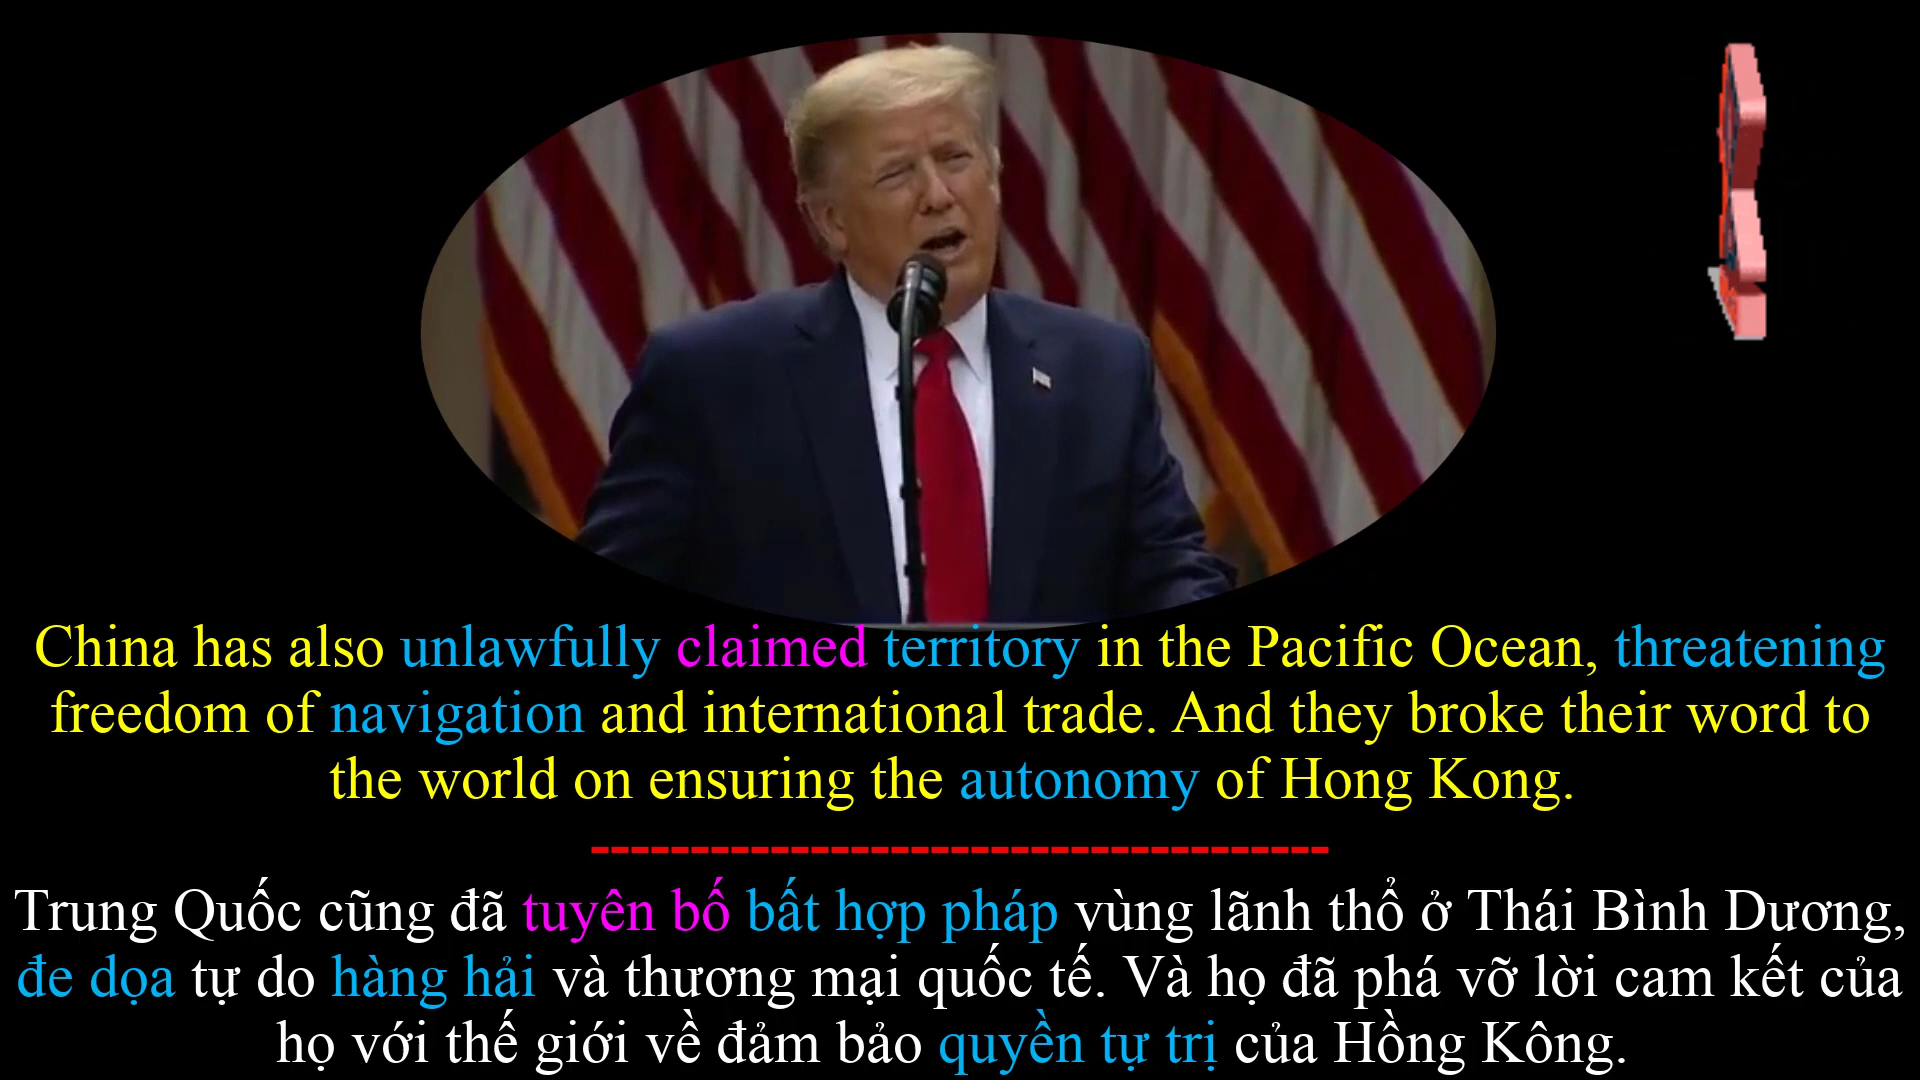 China has also unlawfully claimed territory in the Pacific Ocean, threatening
freedom of navigation and international trade. And they broke their word to
the world on ensuring the autonomy of Hong Kong.
-------------------------------------
Trung Quốc cũng đã tuyên bố bất hợp pháp vùng lãnh thổ ở Thái Bình Dương,
đe dọa tự do hàng hải và thương mại quốc tế. Và họ đã phá vỡ lời cam kết của
họ với thế giới về đảm bảo quyền tự trị của Hồng Kông.